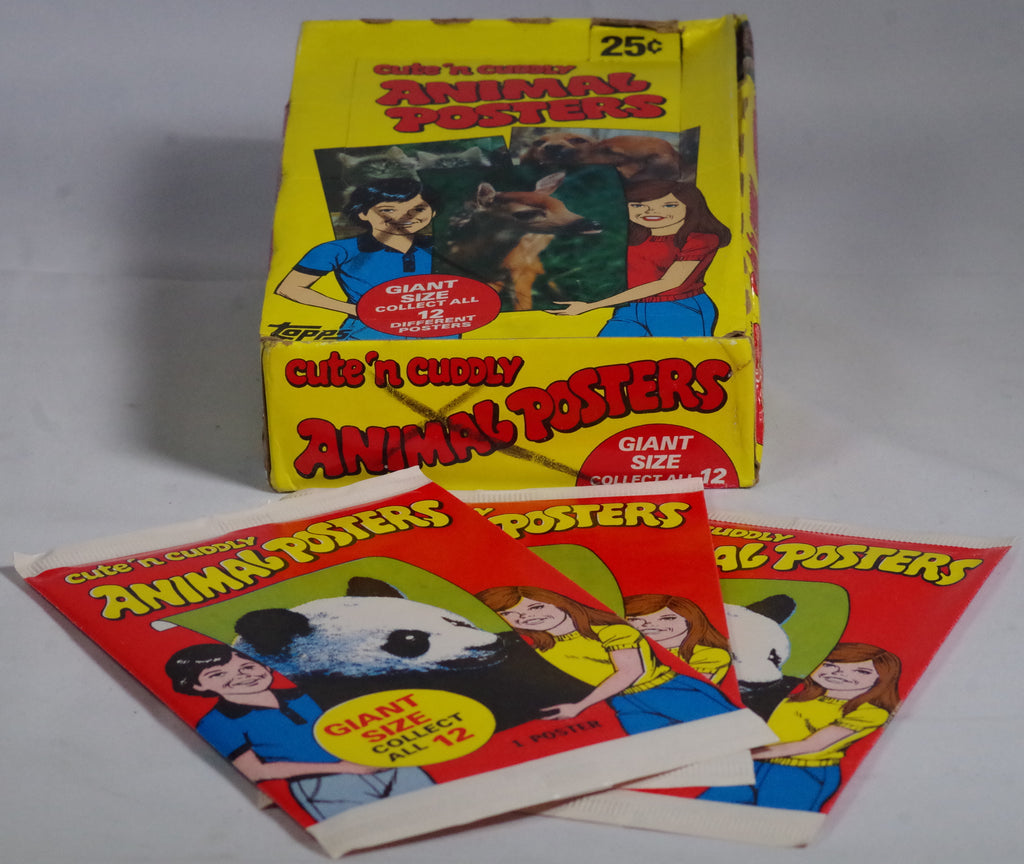 25¢
cute 'n cuddly
ANIMAL
POSTERS
GIANT
SIZE
COLLECT ALL
12
DIFFERENT
POSTERS
topps
cute 'n cuddly
ANIMAL POSTERS
GIANT
SIZE
COLLECT ALL 12
cute 'n cuddly
ANIMAL POSTERS
GIANT
SIZE
COLLECT
ALL 12
1 POSTER
Y
POSTERS
UDDLY
AL POSTERS